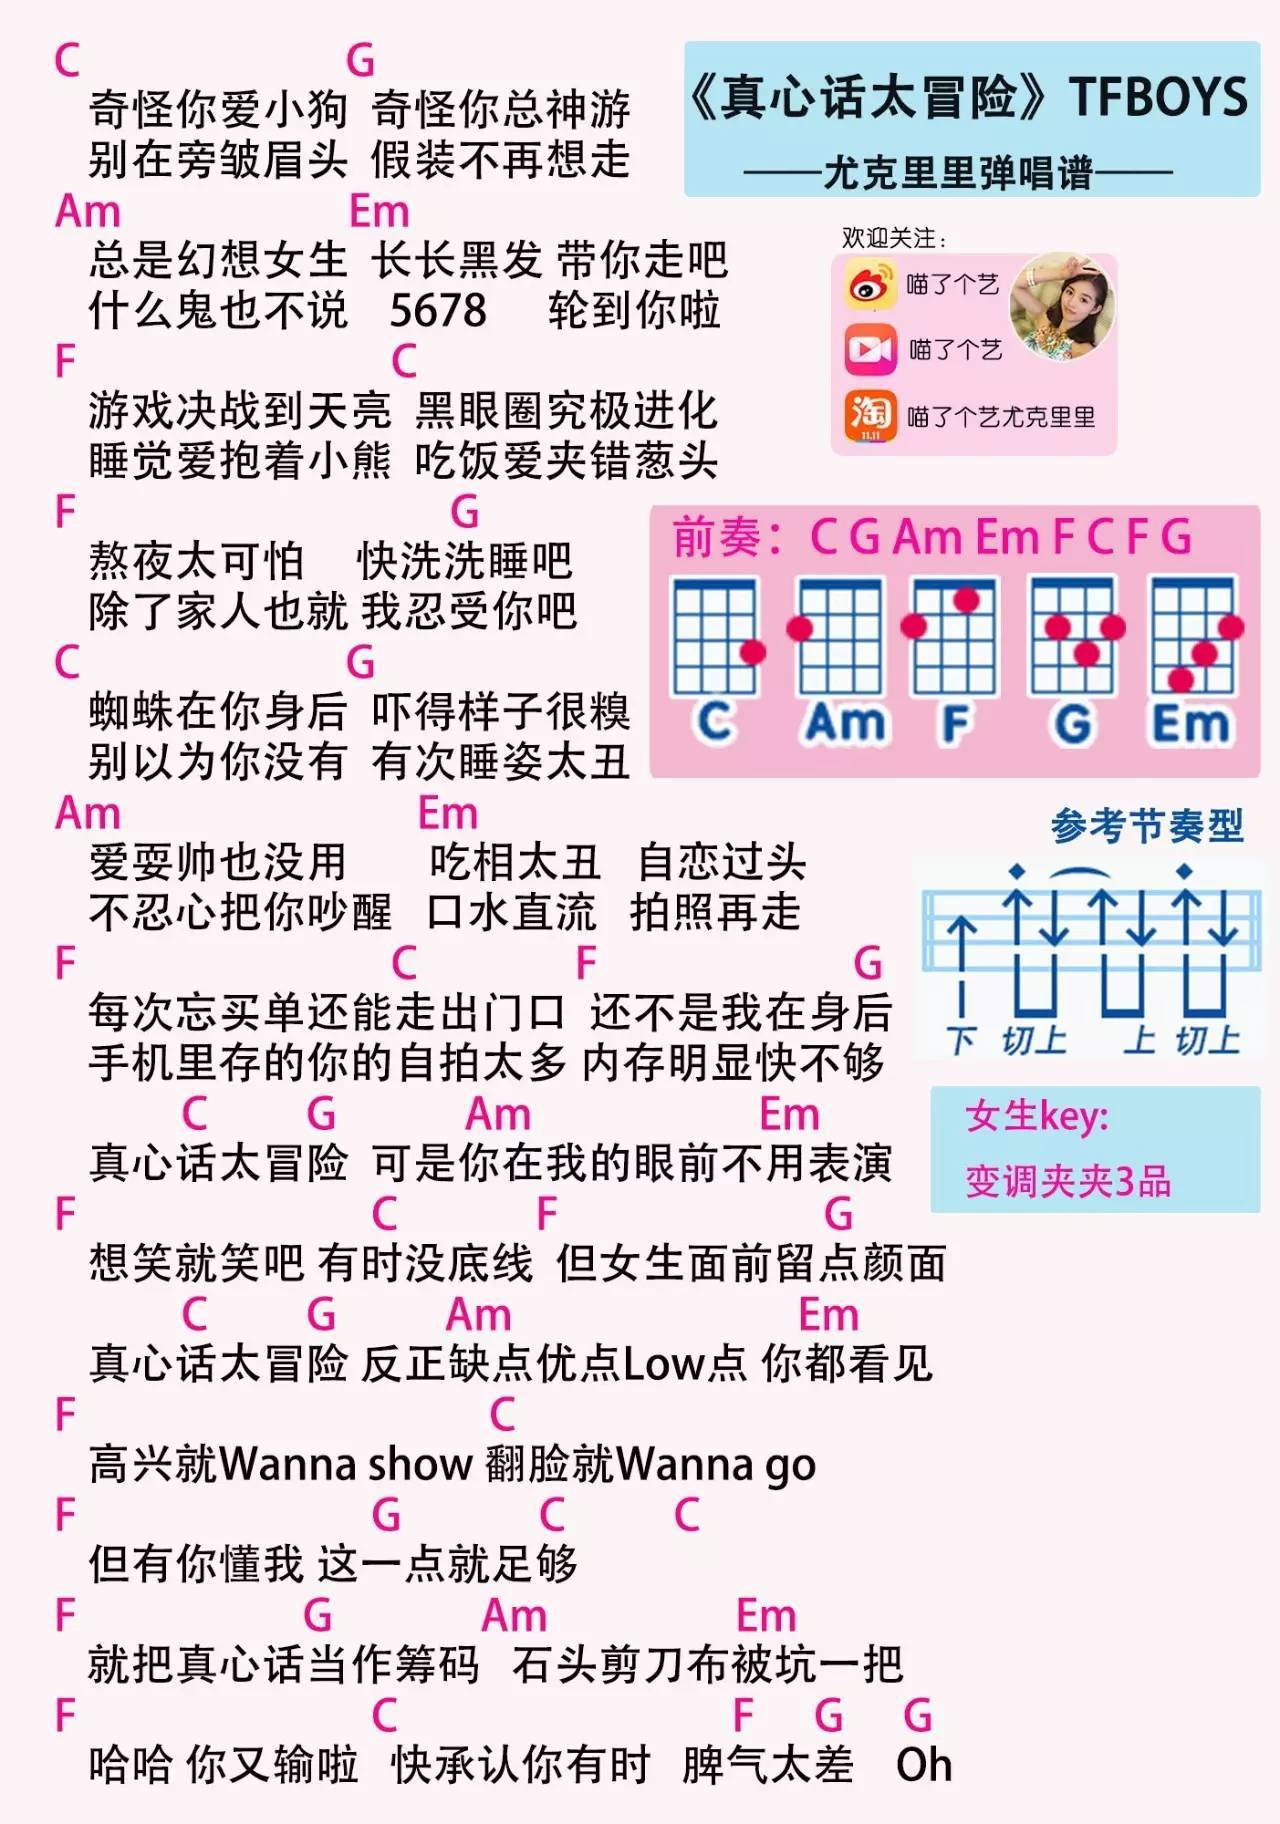 C G
奇怪你爱小狗 奇怪你总神游
别在旁皱眉头 假装不再想走
Am Em
总是幻想女生 长长黑发 带你走吧
什么鬼也不说 5678 轮到你啦
F C
游戏决战到天亮 黑眼圈究极进化
睡觉爱抱着小熊 吃饭爱夹错葱头
F G
熬夜太可怕 快洗洗睡吧
除了家人也就 我忍受你吧
C G
蜘蛛在你身后 吓得样子很糗
别以为你没有 有次睡姿太丑
Am Em
爱耍帅也没用 吃相太丑 自恋过头
不忍心把你吵醒 口水直流 拍照再走
F C F G
每次忘买单还能走出门口 还不是我在身后
手机里存的你的自拍太多 内存明显快不够
C G Am Em
真心话太冒险 可是你在我的眼前不用表演
F C F G
想笑就笑吧 有时没底线 但女生面前留点颜面
C G Am Em
真心话太冒险 反正缺点优点Low点 你都看见
F C
高兴就Wanna show 翻脸就Wanna go
F G C C
但有你懂我 这一点就足够
F G Am Em
就把真心话当作筹码 石头剪刀布被坑一把
F C F G G
哈哈 你又输啦 快承认你有时 脾气太差 Oh
《真心话太冒险》TFBOYS
——尤克里里弹唱谱——
欢迎关注：
喵了个艺
喵了个艺
淘 11.11 喵了个艺尤克里里
前奏：C G Am Em F C F G
C Am F G Em
参考节奏型
下 切上 上 切上
女生key:
变调夹夹3品